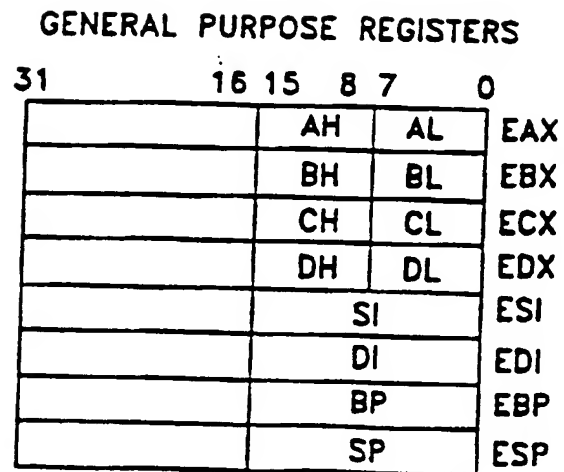 GENERAL PURPOSE REGISTERS
31 16 15 8 7 0
AH AL EAX
BH BL EBX
CH CL ECX
DH DL EDX
SI ESI
DI EDI
BP EBP
SP ESP